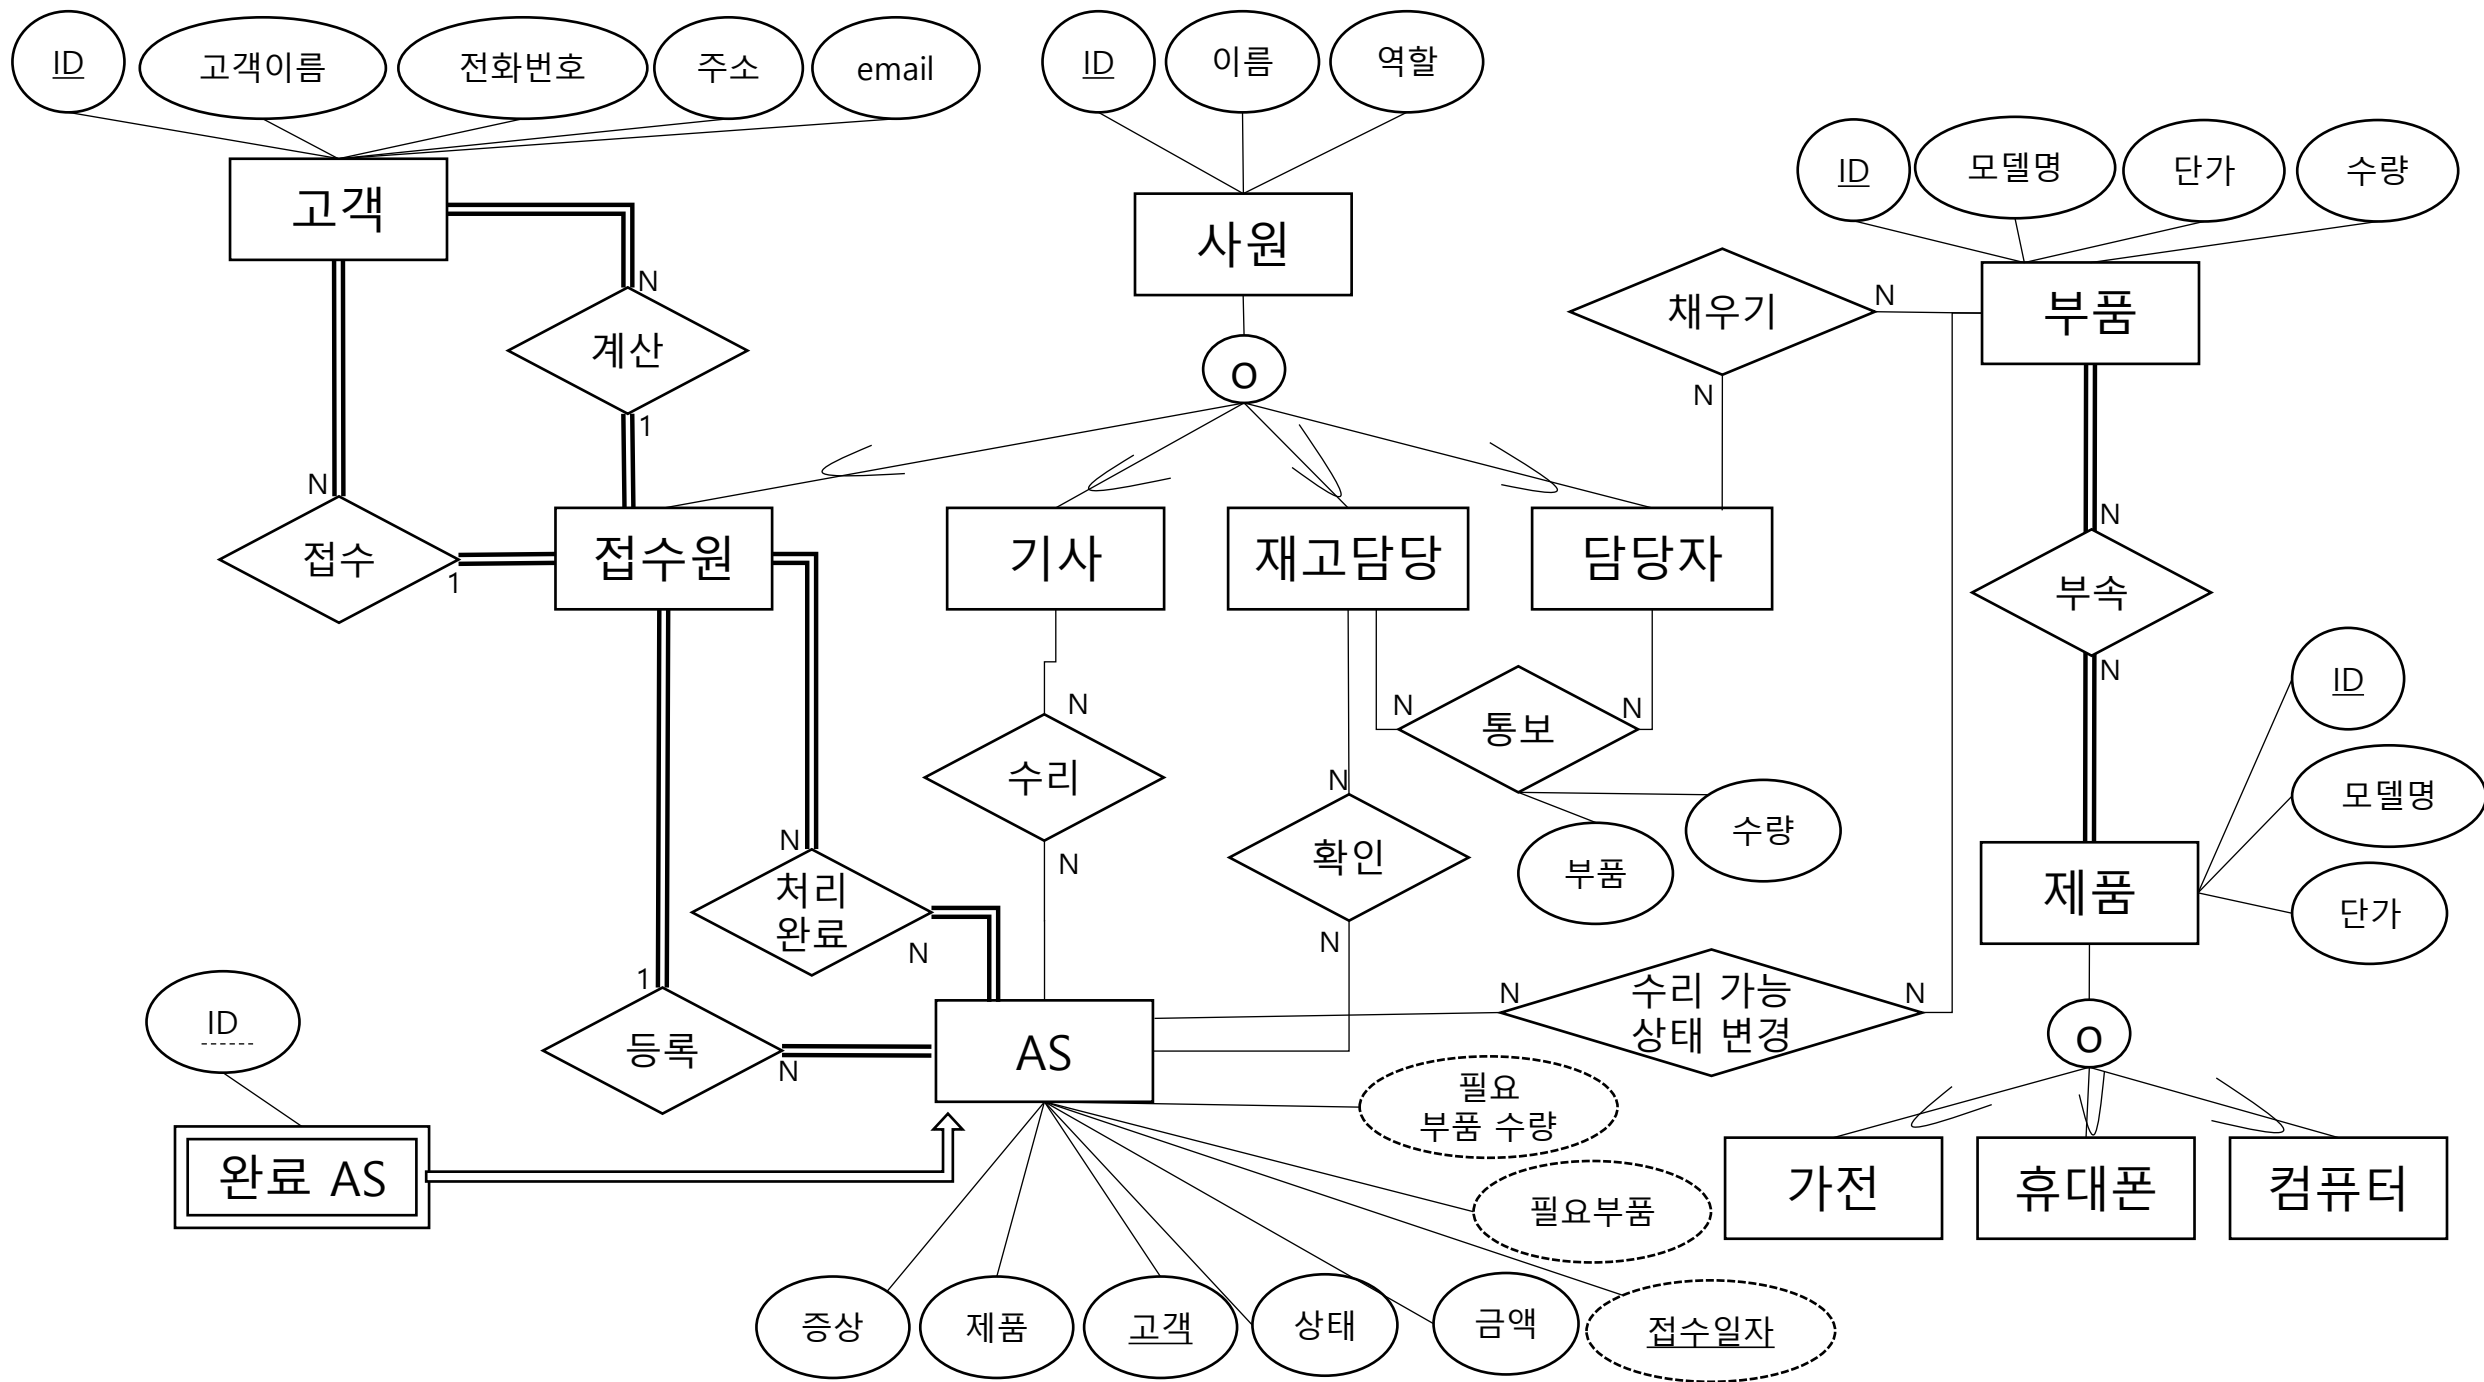 ID
고객이름
전화번호
주소
email
ID
이름
역할
ID
모델명
단가
수량
고객
사원
부품
채우기
N
N
N
계산
1
o
N
접수
1
접수원
기사
재고담당
담당자
N
부속
N
ID
모델명
단가
N
수리
N
N
통보
N
부품
수량
N
확인
N
N
처리
완료
N
제품
1
등록
N
AS
N
수리 가능
상태 변경
N
o
ID
완료 AS
필요
부품 수량
필요부품
가전
휴대폰
컴퓨터
증상
제품
고객
상태
금액
접수일자